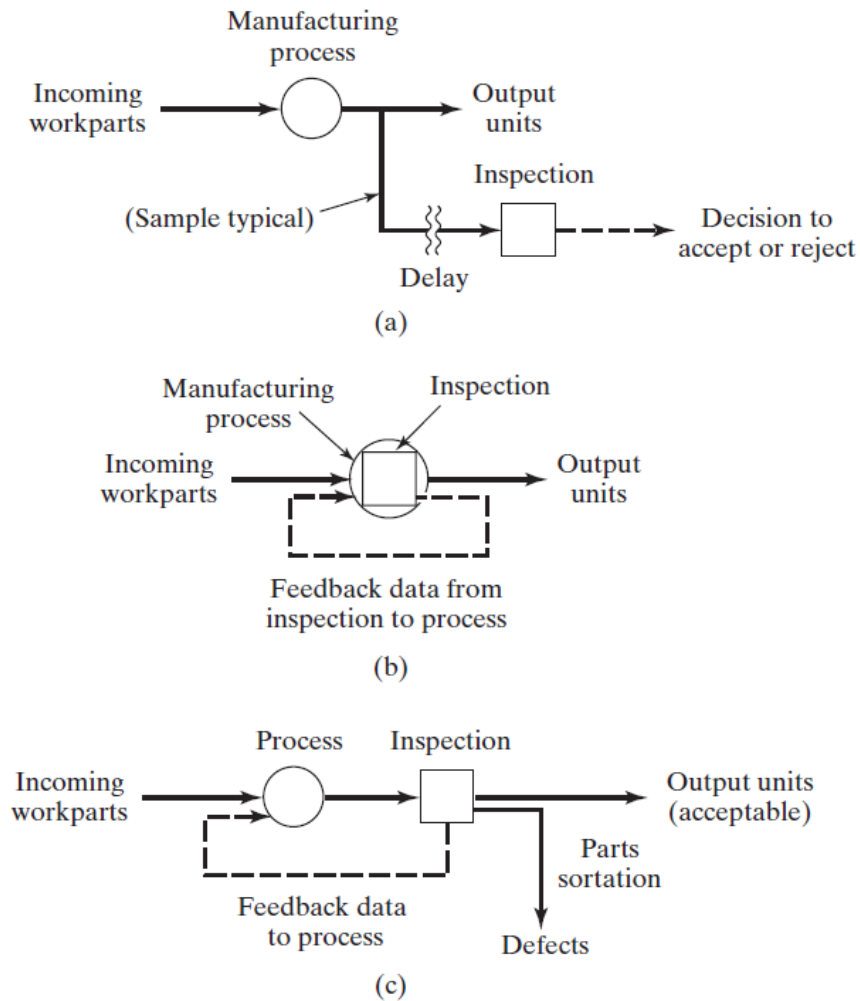 Manufacturing
process
Incoming
workparts
Output
units
Inspection
(Sample typical)
Decision to
accept or reject
Delay
(a)
Manufacturing
process
Inspection
Incoming
workparts
Output
units
Feedback data from
inspection to process
(b)
Process
Inspection
Incoming
workparts
Output units
(acceptable)
Parts
sortation
Feedback data
to process
Defects
(c)